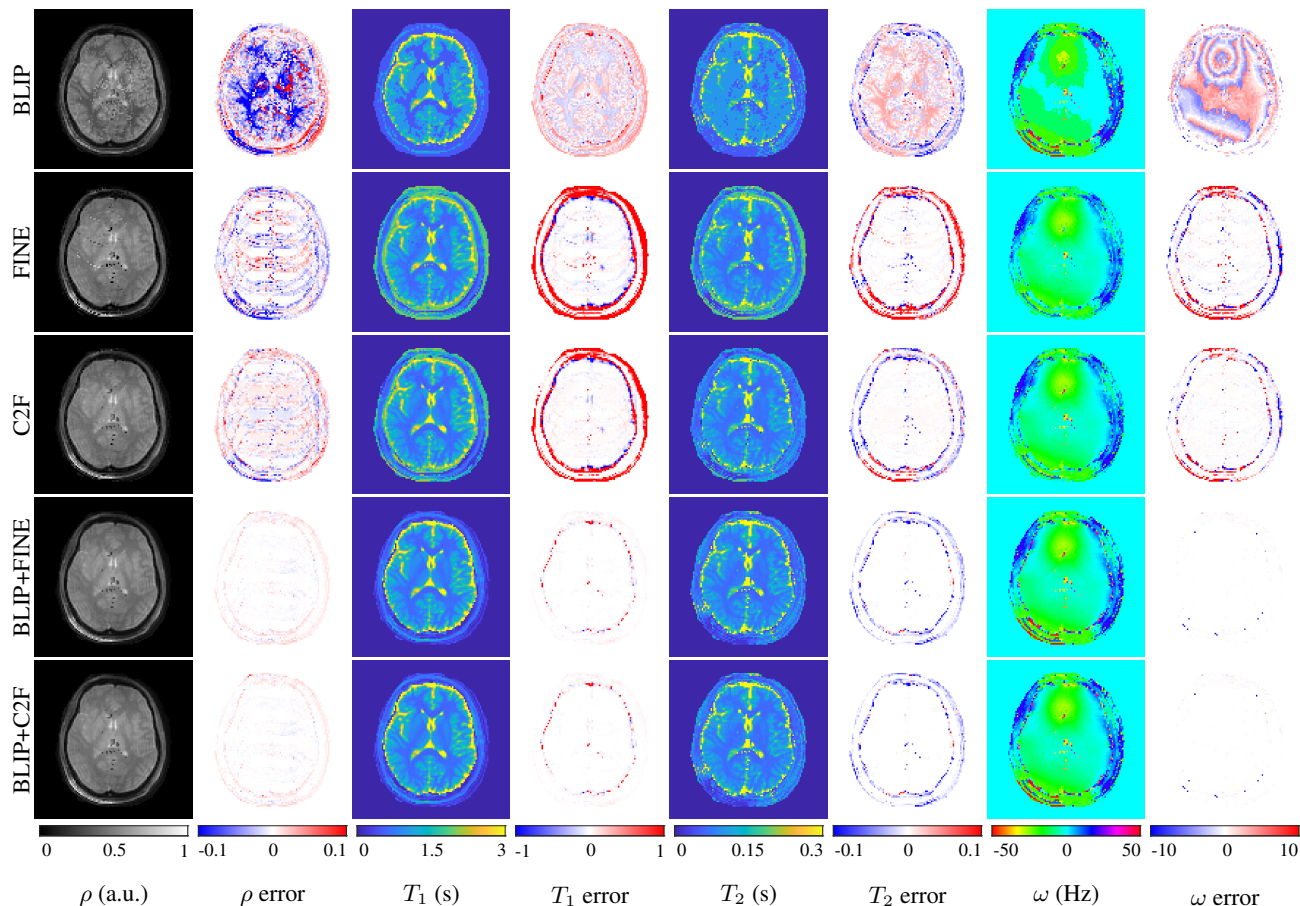 BLIP
FINE
C2F
BLIP+FINE
BLIP+C2F
0 0.5 1 -0.1 0 0.1 0 1.5 3 -1 0 1 0 0.15 0.3 -0.1 0 0.1 -50 0 50 -10 0 10
ρ (a.u.) ρ error T₁ (s) T₁ error T₂ (s) T₂ error ω (Hz) ω error